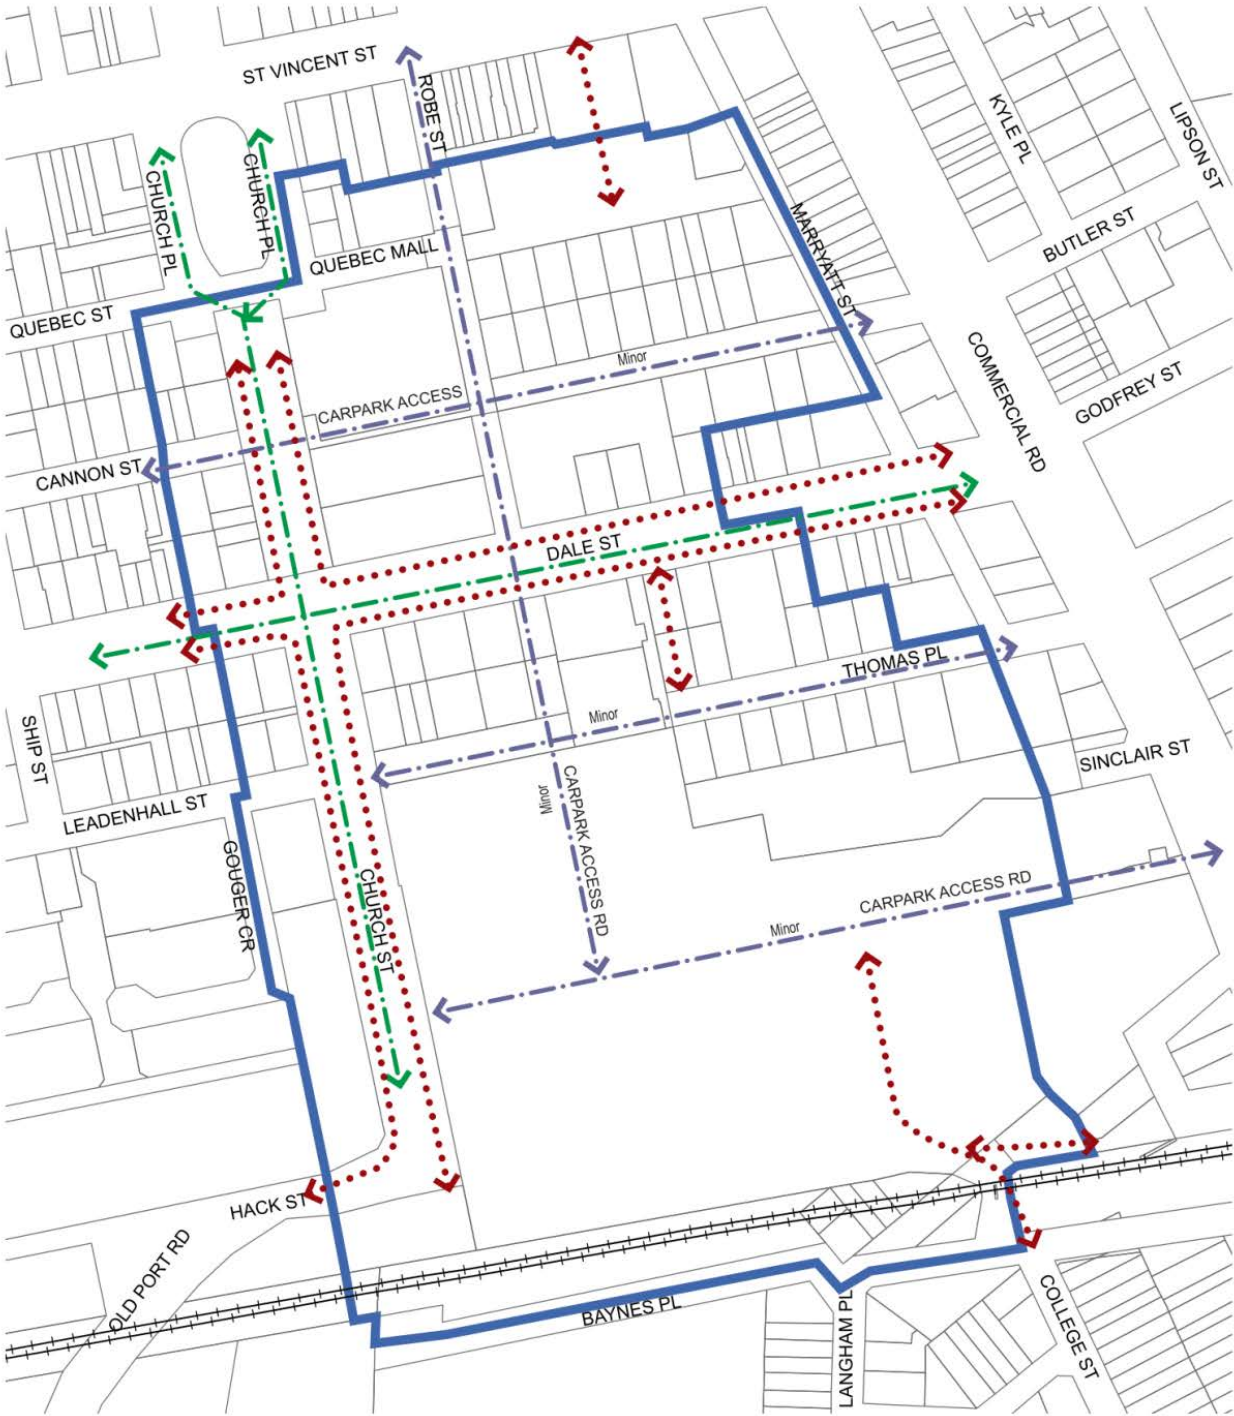 ST VINCENT ST
ROBE ST
KYLE PL
LIPSON ST
CHURCH PL
CHURCH PL
QUEBEC MALL
MARRYATT ST
BUTLER ST
QUEBEC ST
Minor
COMMERCIAL RD
GODFREY ST
CARPARK ACCESS
CANNON ST
DALE ST
THOMAS PL
Minor
SHIP ST
SINCLAIR ST
LEADENHALL ST
CARPARK ACCESS RD
Minor
GOUGER CR
CHURCH ST
CARPARK ACCESS RD
Minor
HACK ST
OLD PORT RD
BAYNES PL
LANGHAM PL
COLLEGE ST